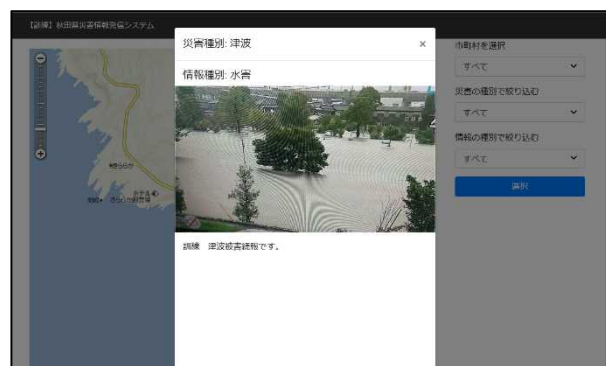 【訓練】秋田県災害情報発信システム
災害種別: 津波
×
情報種別: 水害
訓練 津波被害続報です。
市町村を選択
すべて
災害の種別で絞り込む
すべて
情報の種別で絞り込む
すべて
選択